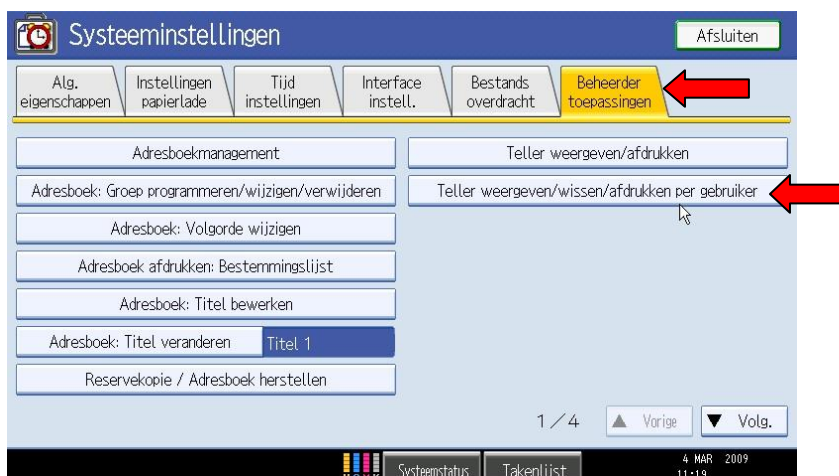 Systeeminstellingen
Afsluiten
Alg. eigenschappen
Instellingen papierlade
Tijd instellingen
Interface instell.
Bestands overdracht
Beheerder toepassingen
Adresboekmanagement
Teller weergeven/afdrukken
Adresboek: Groep programmeren/wijzigen/verwijderen
Teller weergeven/wissen/afdrukken per gebruiker
Adresboek: Volgorde wijzigen
Adresboek afdrukken: Bestemmingslijst
Adresboek: Titel bewerken
Adresboek: Titel veranderen
Titel 1
Reservekopie / Adresboek herstellen
1/4
▲ Vorige
▼ Volg.
Systeemstatus
Takenlijst
4 MAR 2009
11:19